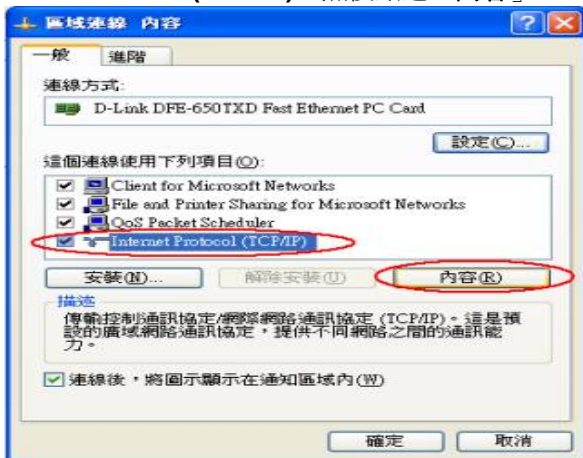 區域連線 內容
一般 進階
連線方式:
D-Link DFE-650TXD Fast Ethernet PC Card
設定(C)...
這個連線使用下列項目(O):
Client for Microsoft Networks
File and Printer Sharing for Microsoft Networks
QoS Packet Scheduler
Internet Protocol (TCP/IP)
安裝(N)... 解除安裝(U) 內容(R)
描述
傳輸控制通訊協定/網際網路通訊協定 (TCP/IP)。這是預
設的廣域網路通訊協定,提供不同網路之間的通訊能
力。
連線後,將圖示顯示在通知區域內(W)
確定 取消